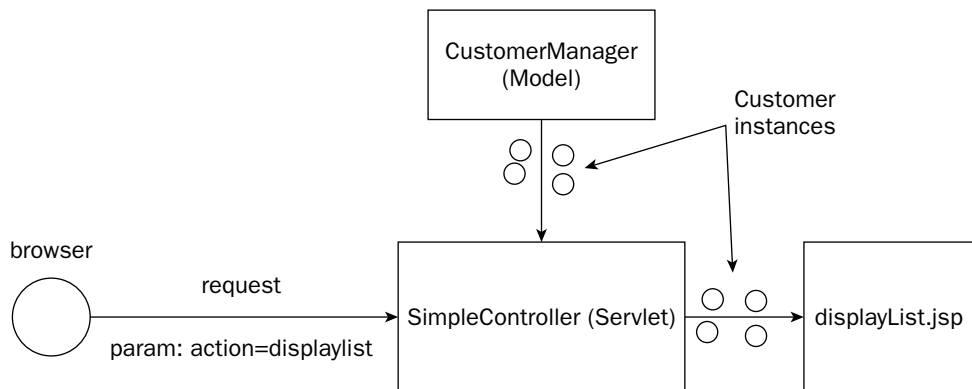 CustomerManager
(Model)
Customer
instances
browser
request
SimpleController (Servlet)
displayList.jsp
param: action=displaylist